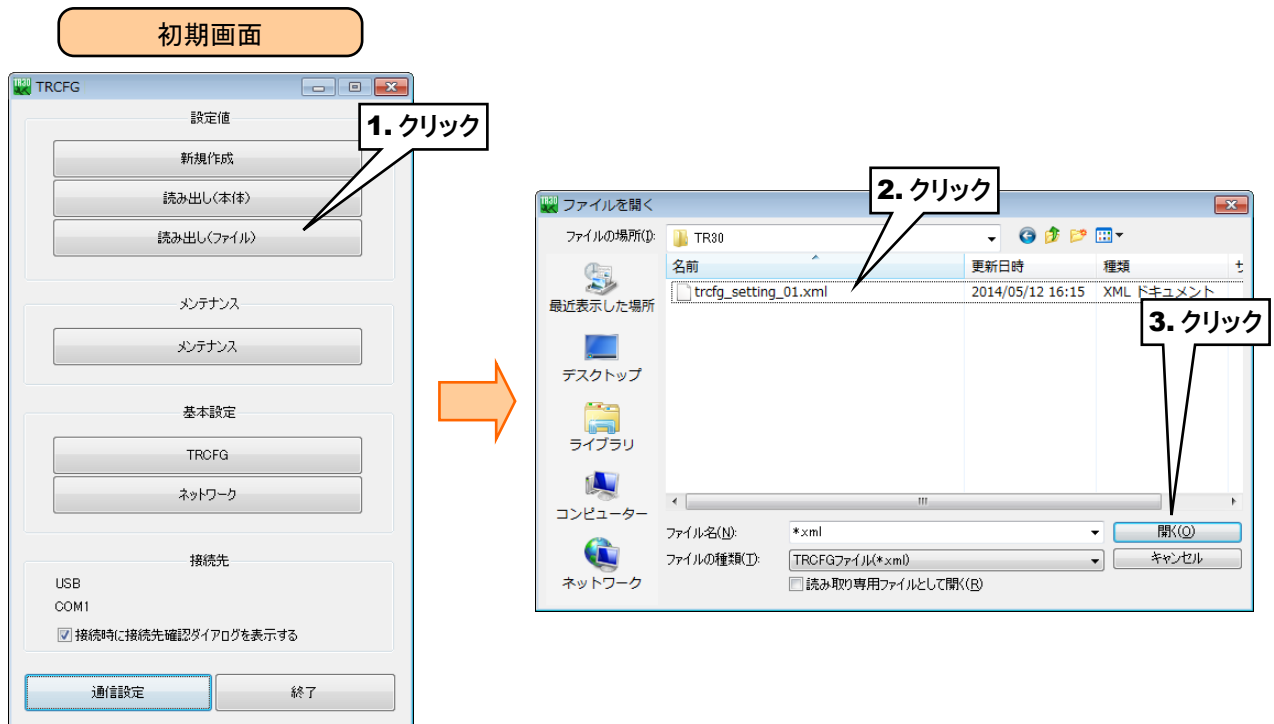 初期画面
TRCFG
1. クリック
設定値
新規作成
読み出し(本体)
読み出し(ファイル)
メンテナンス
メンテナンス
基本設定
TRCFG
ネットワーク
接続先
USB
COM1
接続時に接続先確認ダイアログを表示する
通信設定
終了
2. クリック
ファイルを開く
ファイルの場所(I):
TR30
名前
更新日時
種類
サ
trcfg_setting_01.xml
2014/05/12 16:15
XML ドキュメント
3. クリック
最近表示した場所
デスクトップ
ライブラリ
コンピューター
ネットワーク
ファイル名(N):
*xml
開く(O)
ファイルの種類(T):
TRCFGファイル(*xml)
キャンセル
読み取り専用ファイルとして開く(R)